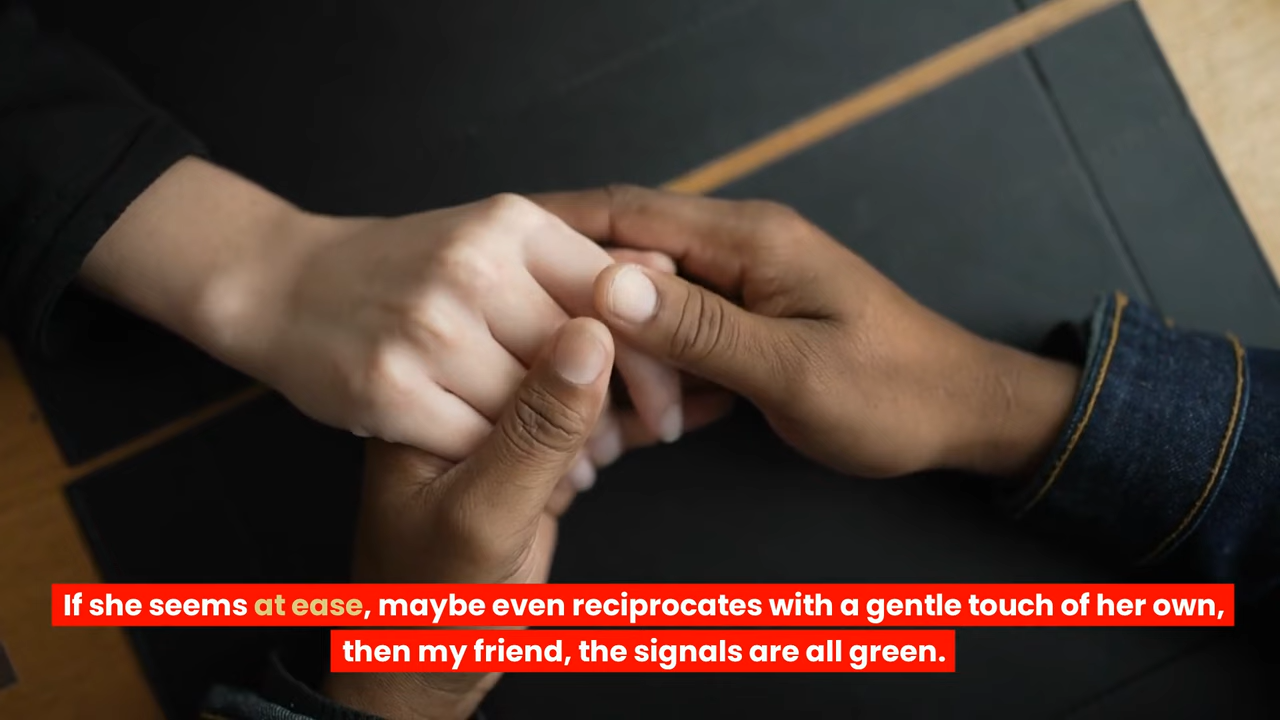 If she seems at ease, maybe even reciprocates with a gentle touch of her own,
then my friend, the signals are all green.